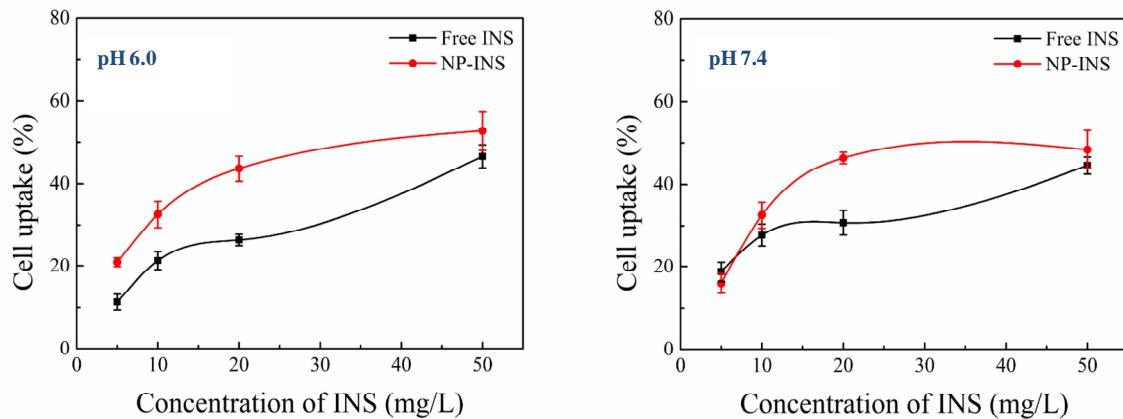 80
60
40
20
0
Cell uptake (%)
pH 6.0
Free INS
NP-INS
0 10 20 30 40 50
Concentration of INS (mg/L)
80
60
40
20
0
Cell uptake (%)
pH 7.4
Free INS
NP-INS
0 10 20 30 40 50
Concentration of INS (mg/L)